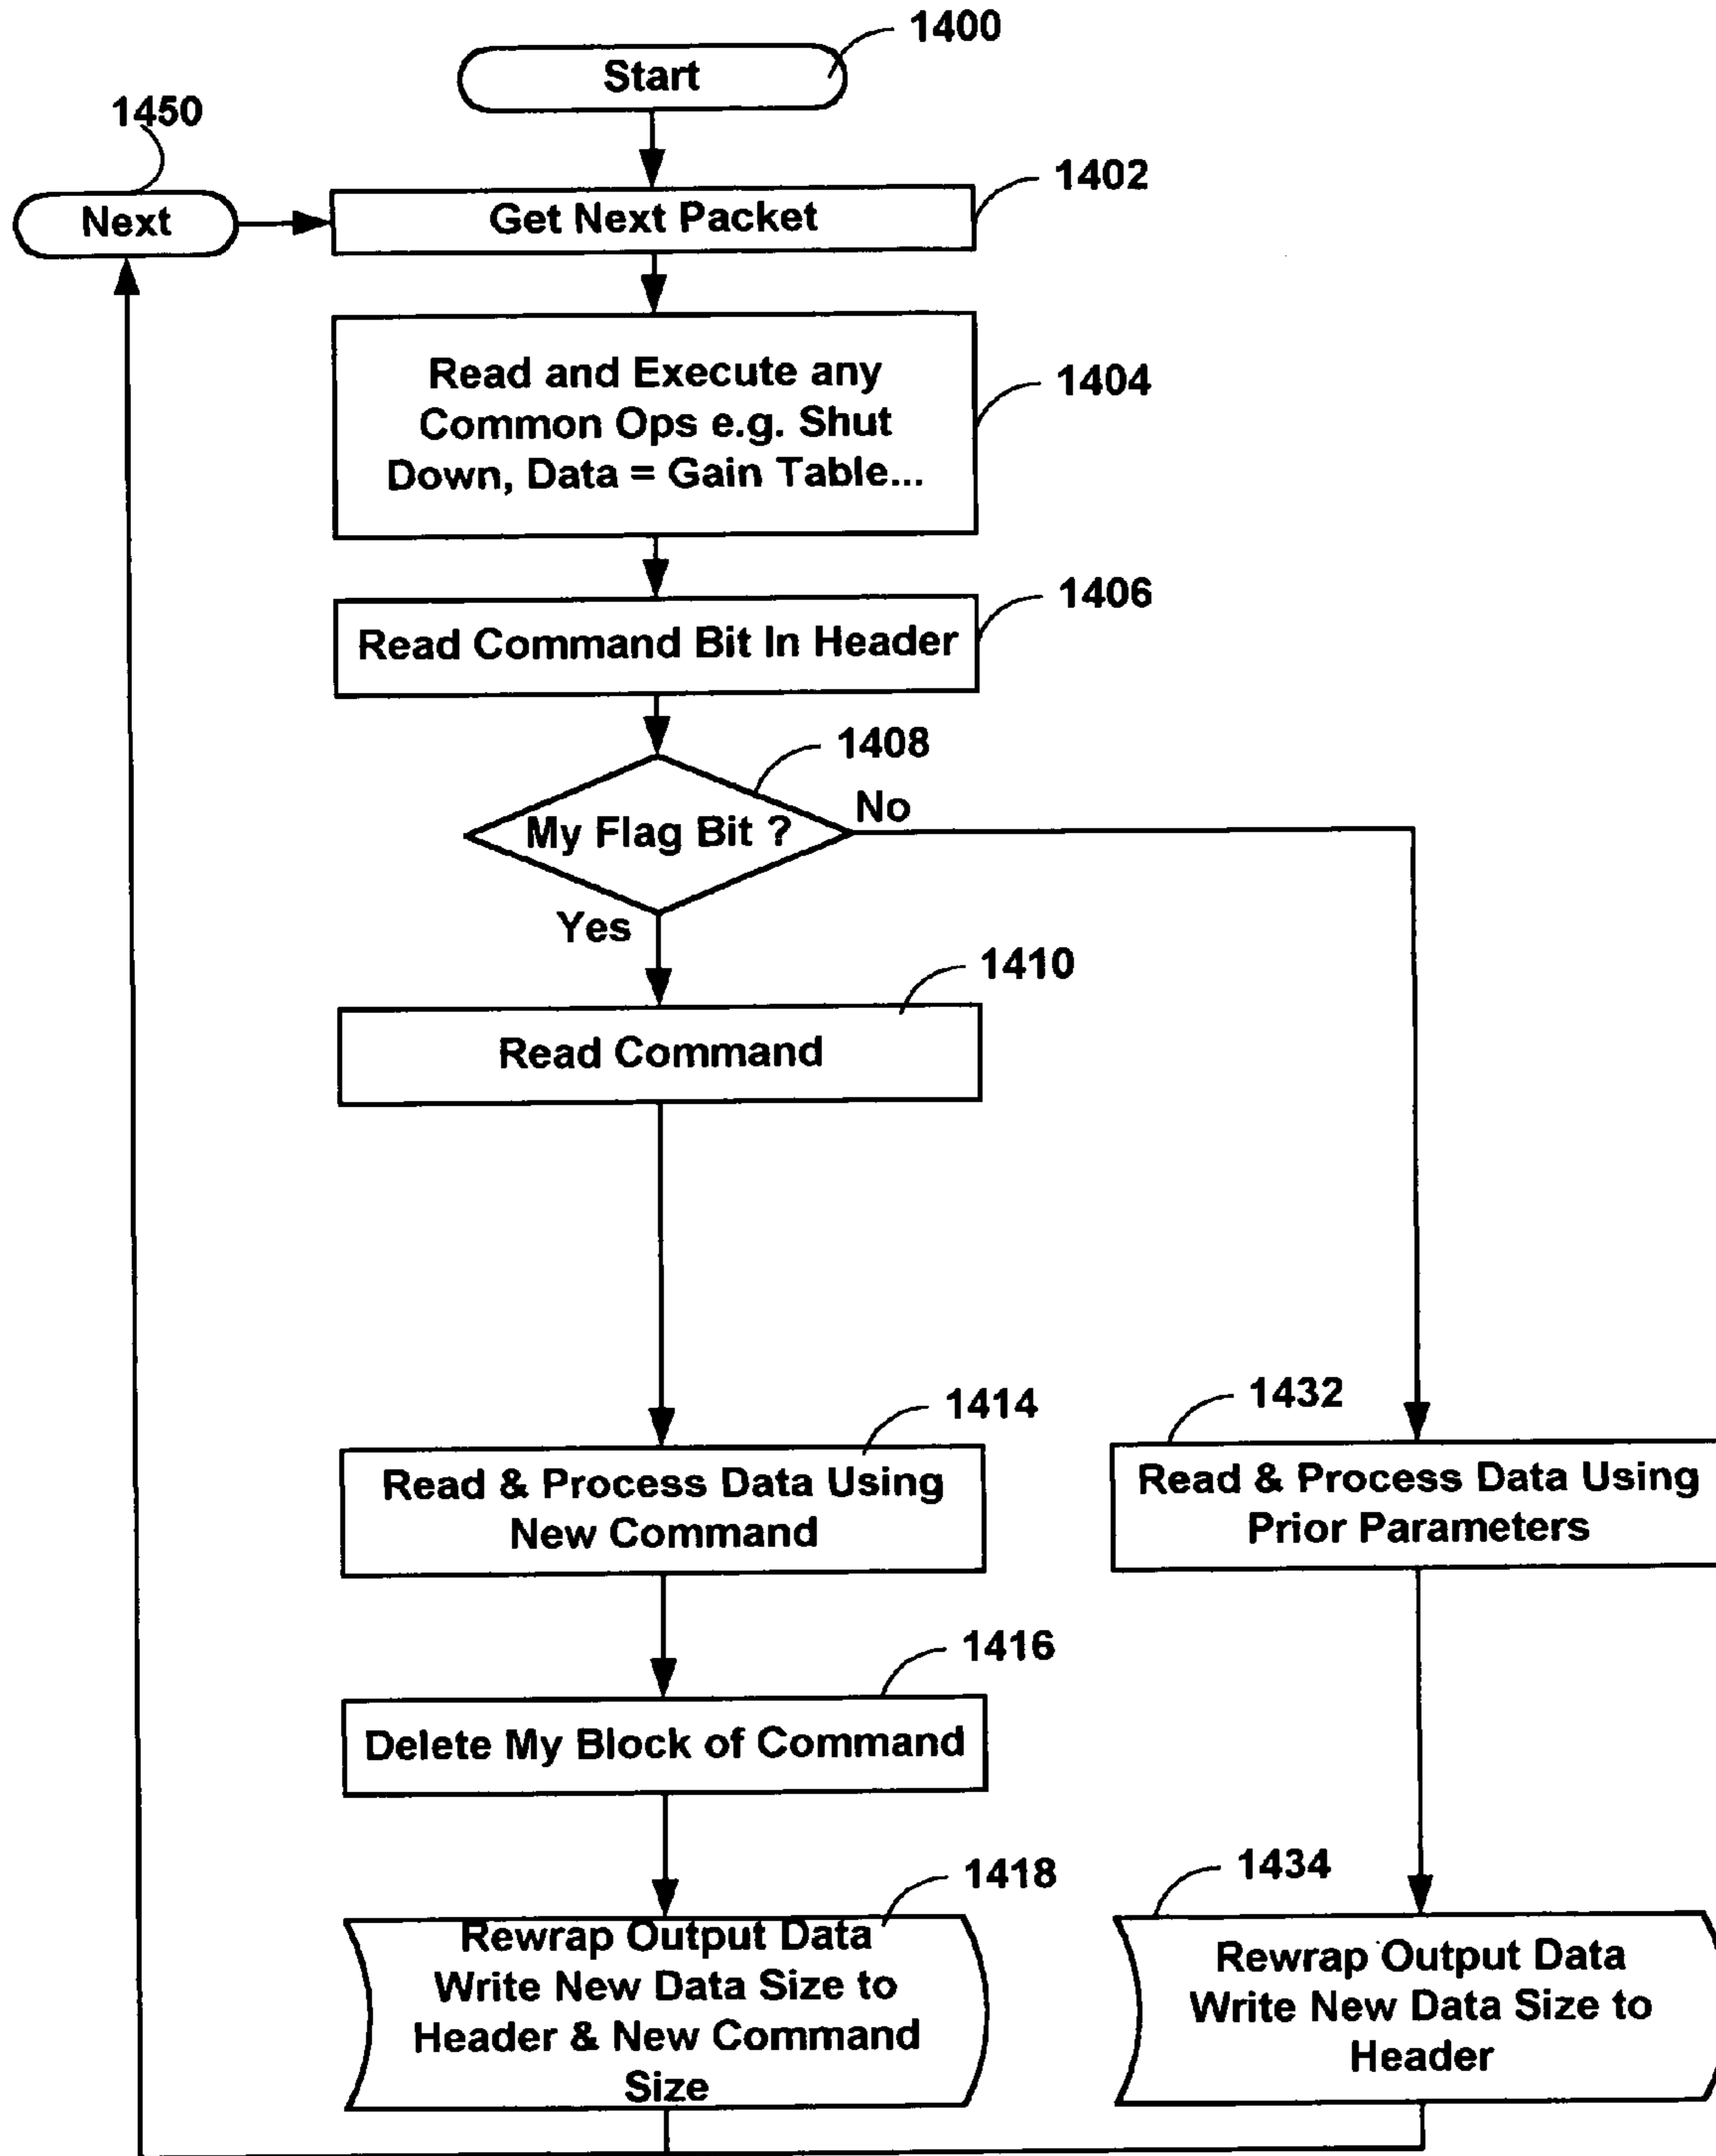 1400
Start
1450
Next
1402
Get Next Packet
Read and Execute any
Common Ops e.g. Shut
Down, Data = Gain Table...
1404
1406
Read Command Bit In Header
1408
My Flag Bit ?
No
Yes
1410
Read Command
1414
Read & Process Data Using
New Command
1432
Read & Process Data Using
Prior Parameters
1416
Delete My Block of Command
1418
Rewrap Output Data
Write New Data Size to
Header & New Command
Size
1434
Rewrap Output Data
Write New Data Size to
Header